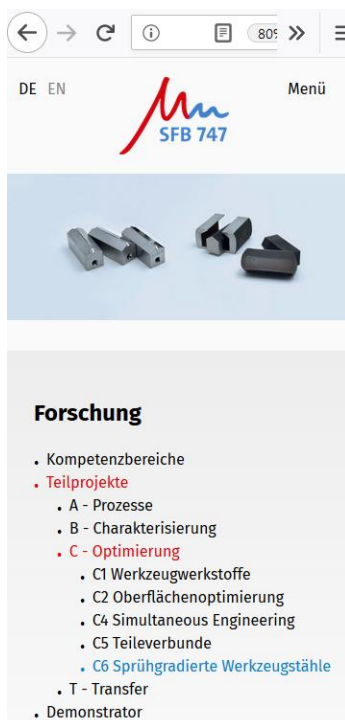 80%
DE EN
Menü
SFB 747
Forschung
Kompetenzbereiche
Teilprojekte
A - Prozesse
B - Charakterisierung
C - Optimierung
C1 Werkzeugwerkstoffe
C2 Oberflächenoptimierung
C4 Simultaneous Engineering
C5 Teileverbunde
C6 Sprühgradierte Werkzeugstähle
T - Transfer
Demonstrator